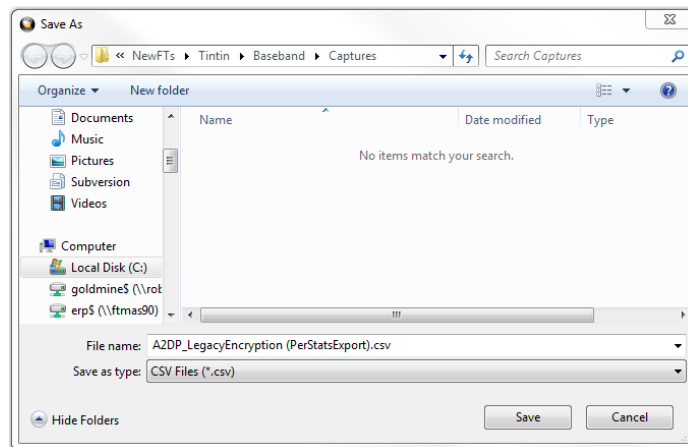 Save As
« NewFTs Tintin Baseband Captures
Search Captures
Organize New folder
Name Date modified Type
No items match your search.
Documents
Music
Pictures
Subversion
Videos
Computer
Local Disk (C:)
goldmine$ (\\rob
erp$ (\\ftmas90)
File name: A2DP_LegacyEncryption (PerStatsExport).csv
Save as type: CSV Files (*.csv)
Hide Folders
Save
Cancel